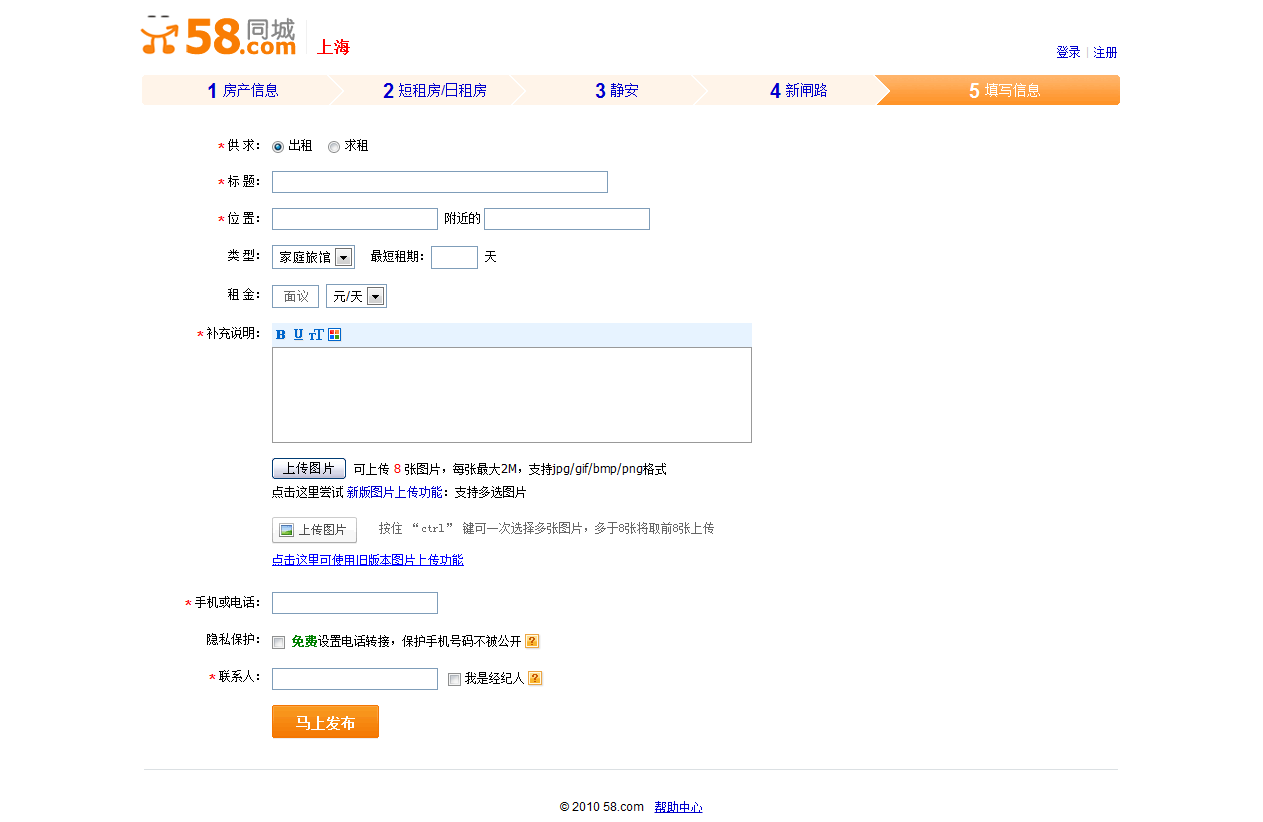 58同城.com 上海
登录 | 注册
1 房产信息 2 短租房/日租房 3 静安 4 新闸路 5 填写信息
* 供 求： 出租 求租
* 标 题：
* 位 置： 附近的
类 型： 家庭旅馆 最短租期： 天
租 金： 面议 元/天
* 补充说明： B U TT
上传图片 可上传 8 张图片，每张最大2M，支持jpg/gif/bmp/png格式
点击这里尝试 新版图片上传功能：支持多选图片
上传图片 按住 “ctrl” 键可一次选择多张图片，多于8张将取前8张上传
点击这里可使用旧版本图片上传功能
* 手机或电话：
隐私保护： 免费设置电话转接，保护手机号码不被公开 ?
* 联系人： 我是经纪人 ?
马上发布
© 2010 58.com 帮助中心